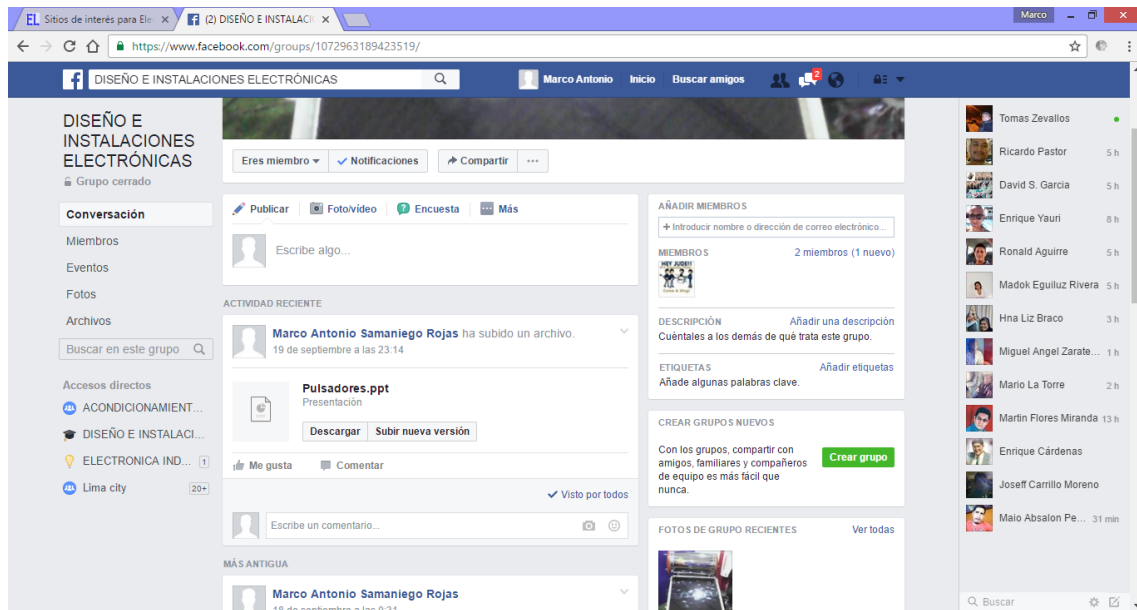 EL Sitios de interés para Ele
(2) DISEÑO E INSTALACI
Marco
https://www.facebook.com/groups/1072963189423519/
DISEÑO E INSTALACIONES ELECTRÓNICAS
Marco Antonio
Inicio
Buscar amigos
2
DISEÑO E
INSTALACIONES
ELECTRÓNICAS
Grupo cerrado
Conversación
Miembros
Eventos
Fotos
Archivos
Buscar en este grupo
Accesos directos
ACONDICIONAMIENT...
DISEÑO E INSTALACI...
ELECTRONICA IND... 1
Lima city 20+
Eres miembro
Notificaciones
Compartir
Publicar
Foto/vídeo
Encuesta
Más
Escribe algo...
ACTIVIDAD RECIENTE
Marco Antonio Samaniego Rojas ha subido un archivo.
19 de septiembre a las 23:14
Pulsadores.ppt
Presentación
Descargar
Subir nueva versión
Me gusta
Comentar
Visto por todos
Escribe un comentario...
MÁS ANTIGUA
Marco Antonio Samaniego Rojas
18 de septiembre a las 9:31
AÑADIR MIEMBROS
+ Introducir nombre o dirección de correo electrónico...
MIEMBROS
2 miembros (1 nuevo)
HEY JUDE!!
DESCRIPCIÓN
Añadir una descripción
Cuéntales a los demás de qué trata este grupo.
ETIQUETAS
Añadir etiquetas
Añade algunas palabras clave.
CREAR GRUPOS NUEVOS
Con los grupos, compartir con
amigos, familiares y compañeros
de equipo es más fácil que
nunca.
Crear grupo
FOTOS DE GRUPO RECIENTES
Ver todas
Tomas Zevallos
Ricardo Pastor 5 h
David S. Garcia 5 h
Enrique Yauri 8 h
Ronald Aguirre 5 h
Madok Eguiluz Rivera 5 h
Hna Liz Braco 3 h
Miguel Angel Zarate... 1 h
Mario La Torre 2 h
Martin Flores Miranda 13 h
Enrique Cárdenas
Joseff Carrillo Moreno
Maio Absalon Pe... 31 min
Buscar